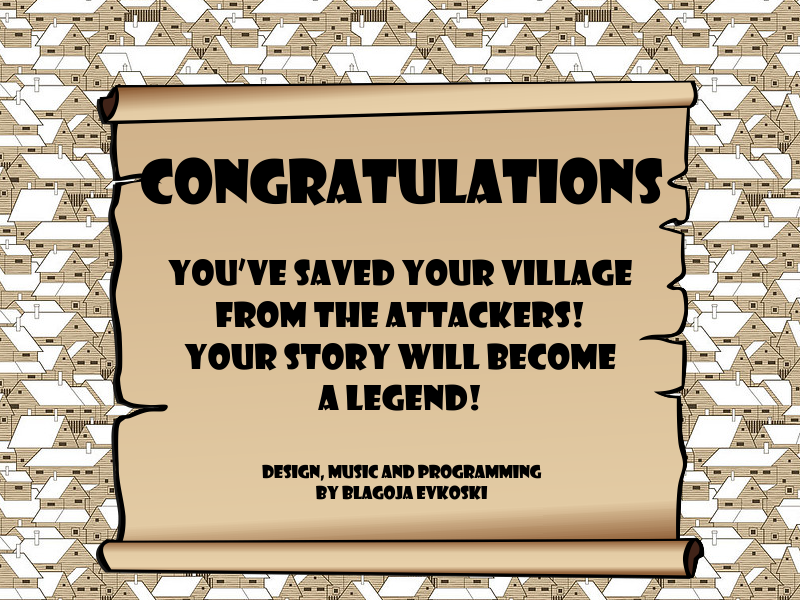 CONGRATULATIONS
YOU'VE SAVED YOUR VILLAGE
FROM THE ATTACKERS!
YOUR STORY WILL BECOME
A LEGEND!
DESIGN, MUSIC AND PROGRAMMING
BY BLAGOJA EVKOSKI